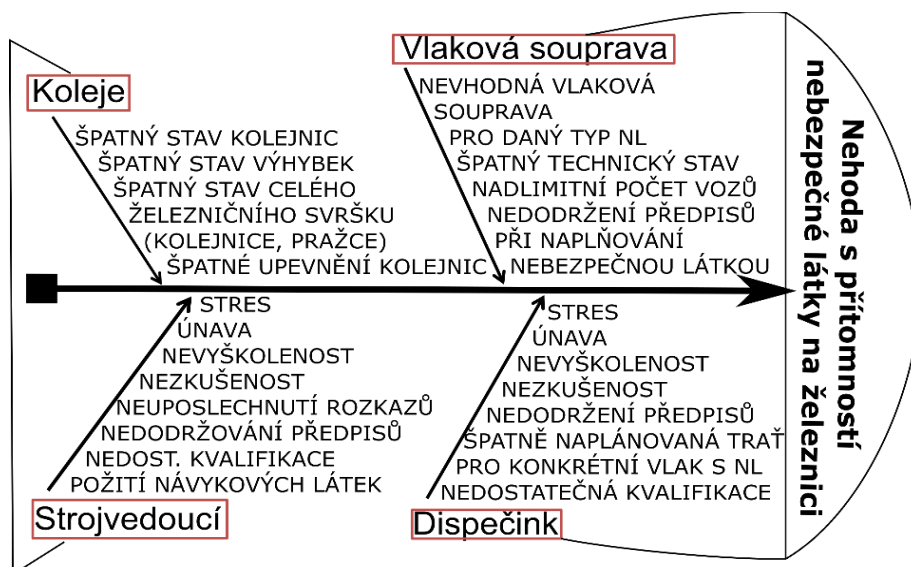 Koleje
ŠPATNÝ STAV KOLEJNIC
ŠPATNÝ STAV VÝHYBEK
ŠPATNÝ STAV CELÉHO
ŽELEZNIČNÍHO SVRŠKU
(KOLEJNICE, PRAŽCE)
ŠPATNÉ UPEVNĚNÍ KOLEJNIC
Vlaková souprava
NEVHODNÁ VLAKOVÁ
SOUPRAVA
PRO DANÝ TYP NL
ŠPATNÝ TECHNICKÝ STAV
NADLIMITNÍ POČET VOZŮ
NEDODRŽENÍ PŘEDPISŮ
PŘI NAPLŇOVÁNÍ
NEBEZPEČNOU LÁTKOU
STRES
ÚNAVA
NEVYŠKOLENOST
NEZKUŠENOST
NEUPOSLECHNUTÍ ROZKAZŮ
NEDODRŽOVÁNÍ PŘEDPISŮ
NEDOST. KVALIFIKACE
POŽITÍ NÁVYKOVÝCH LÁTEK
Strojvedoucí
STRES
ÚNAVA
NEVYŠKOLENOST
NEZKUŠENOST
NEDODRŽENÍ PŘEDPISŮ
ŠPATNĚ NAPLÁNOVANÁ TRAŤ
PRO KONKRÉTNÍ VLAK S NL
NEDOSTATEČNÁ KVALIFIKACE
Dispečink
Nehoda s přítomností
nebezpečné látky na železnici